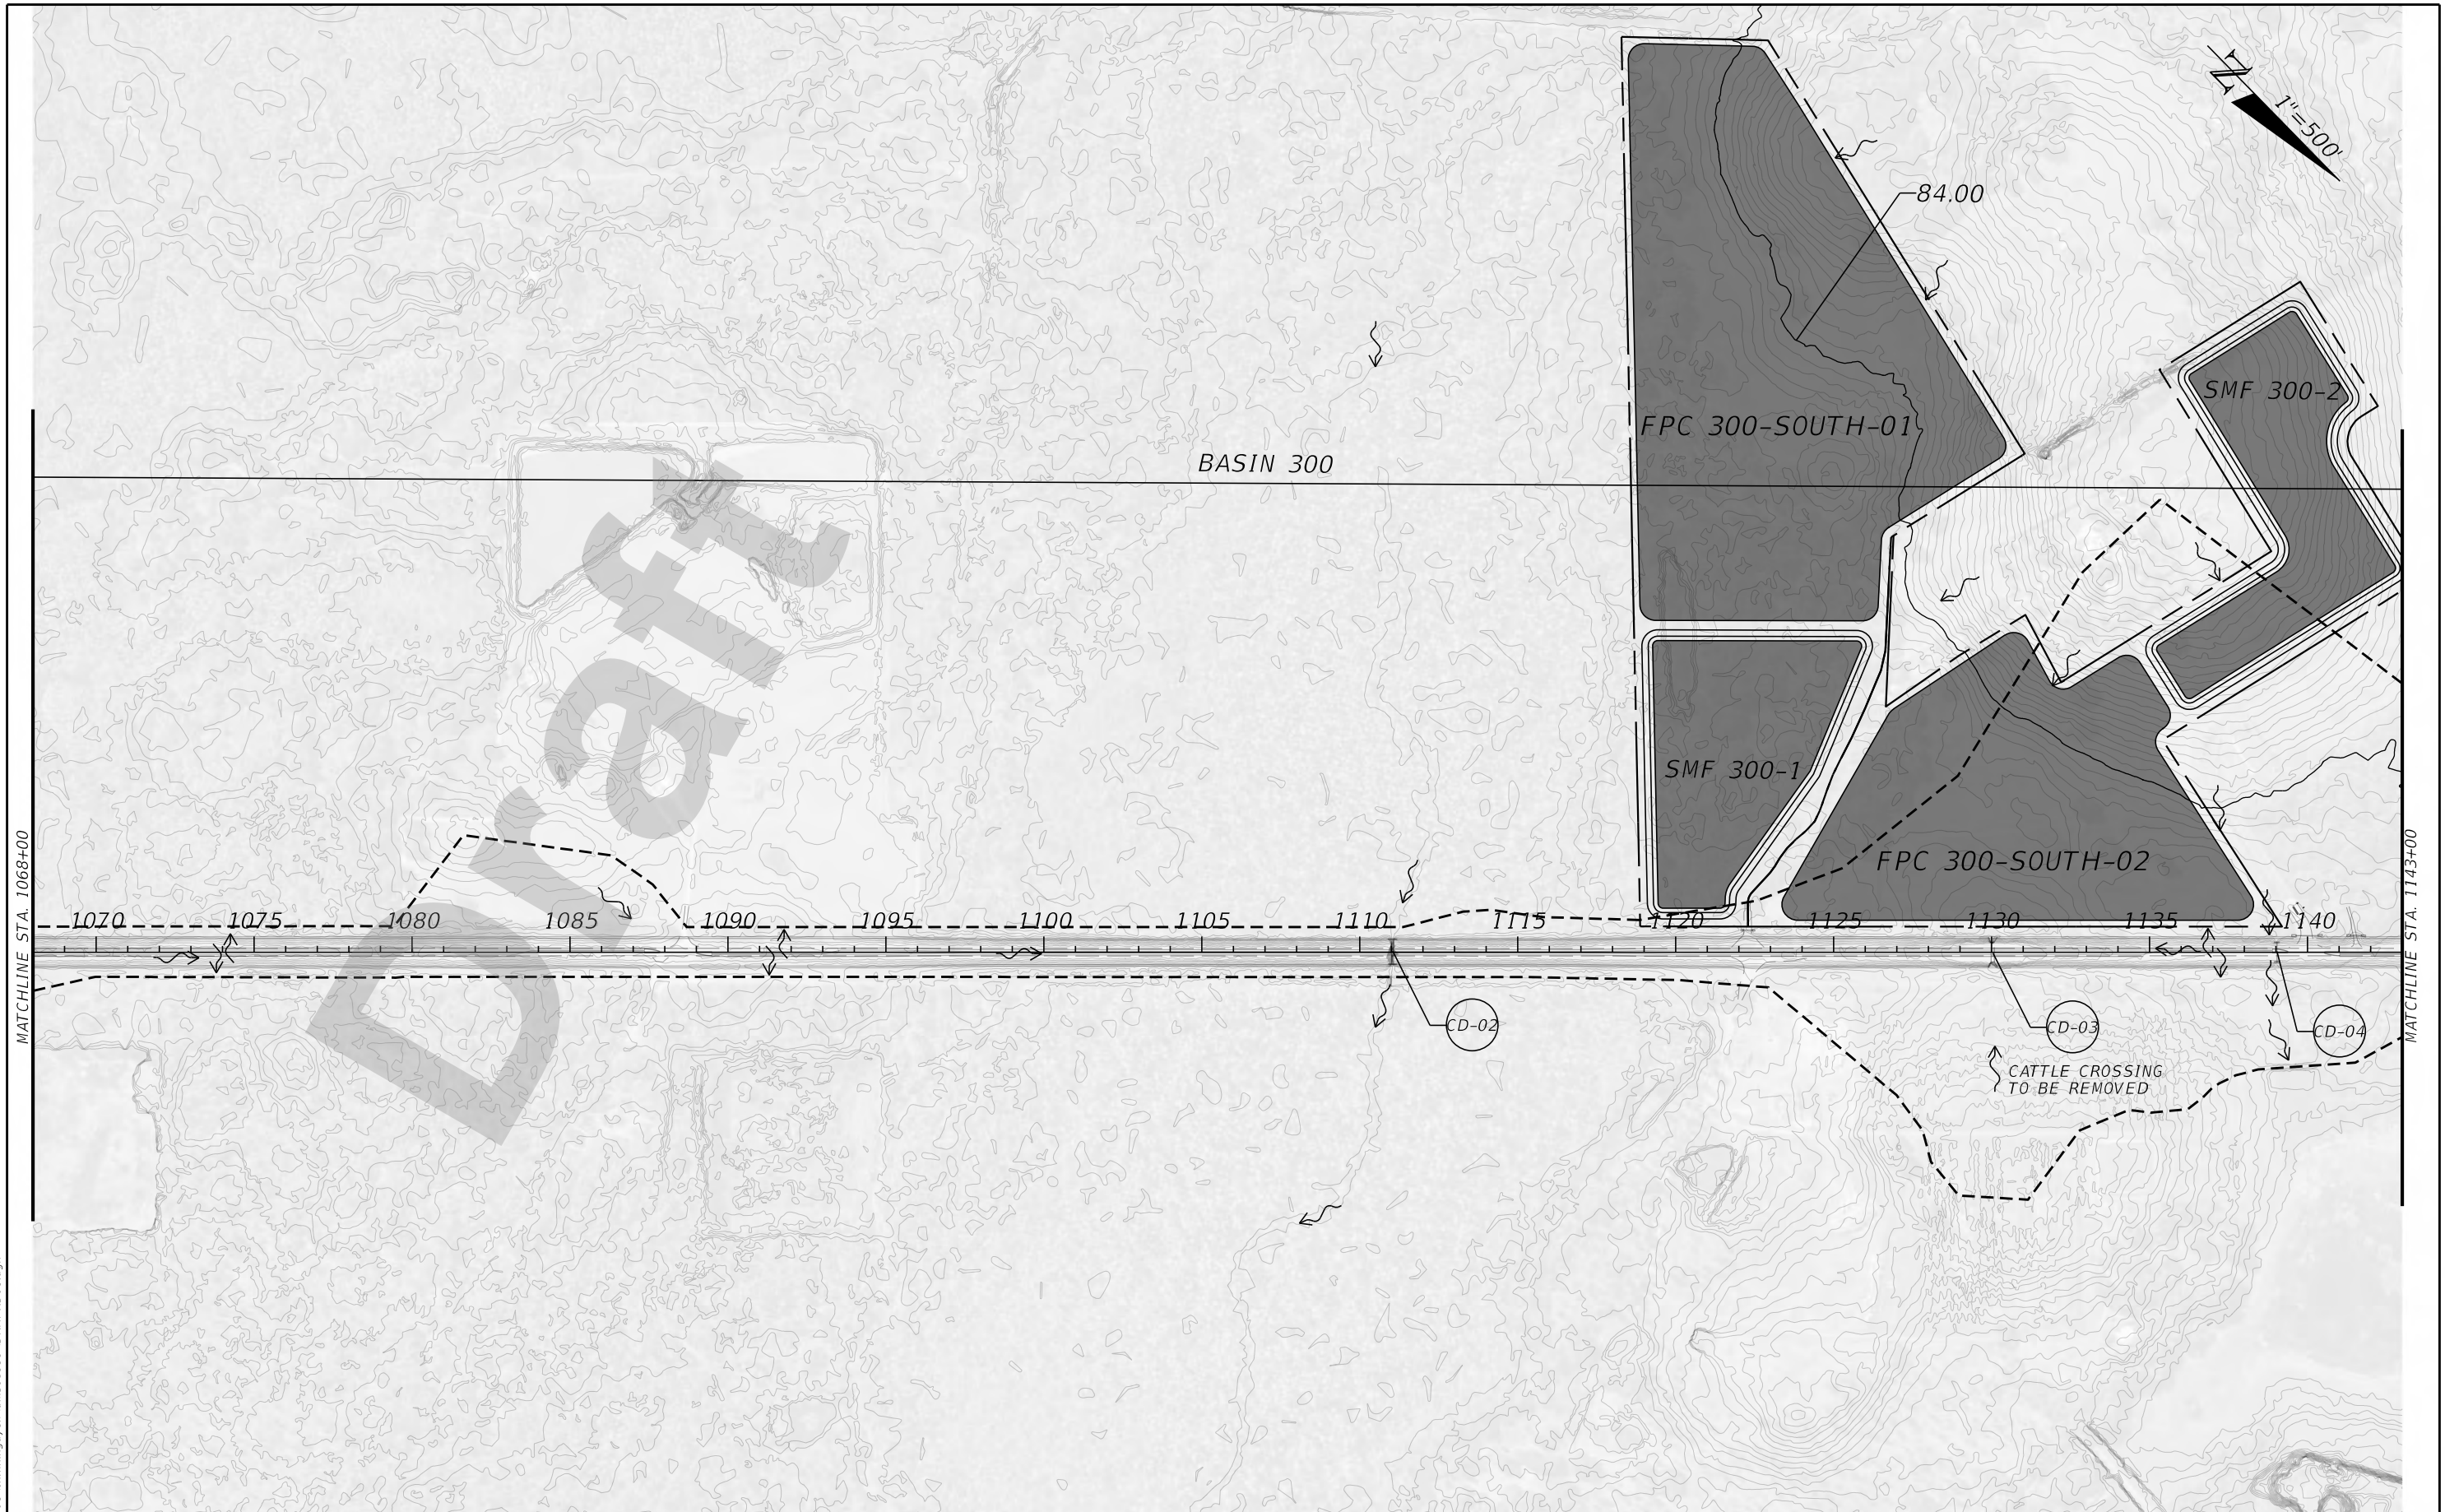 N
1"=500'
84.00
SMF 300-2
FPC 300-SOUTH-01
BASIN 300
SMF 300-1
FPC 300-SOUTH-02
MATCHLINE STA. 1068+00
MATCHLINE STA. 1143+00
1070 1075 1080 1085 1090 1095 1100 1105 1110 1115 1120 1125 1130 1135 1140
CD-02
CD-03
CD-04
CATTLE CROSSING
TO BE REMOVED
Draft